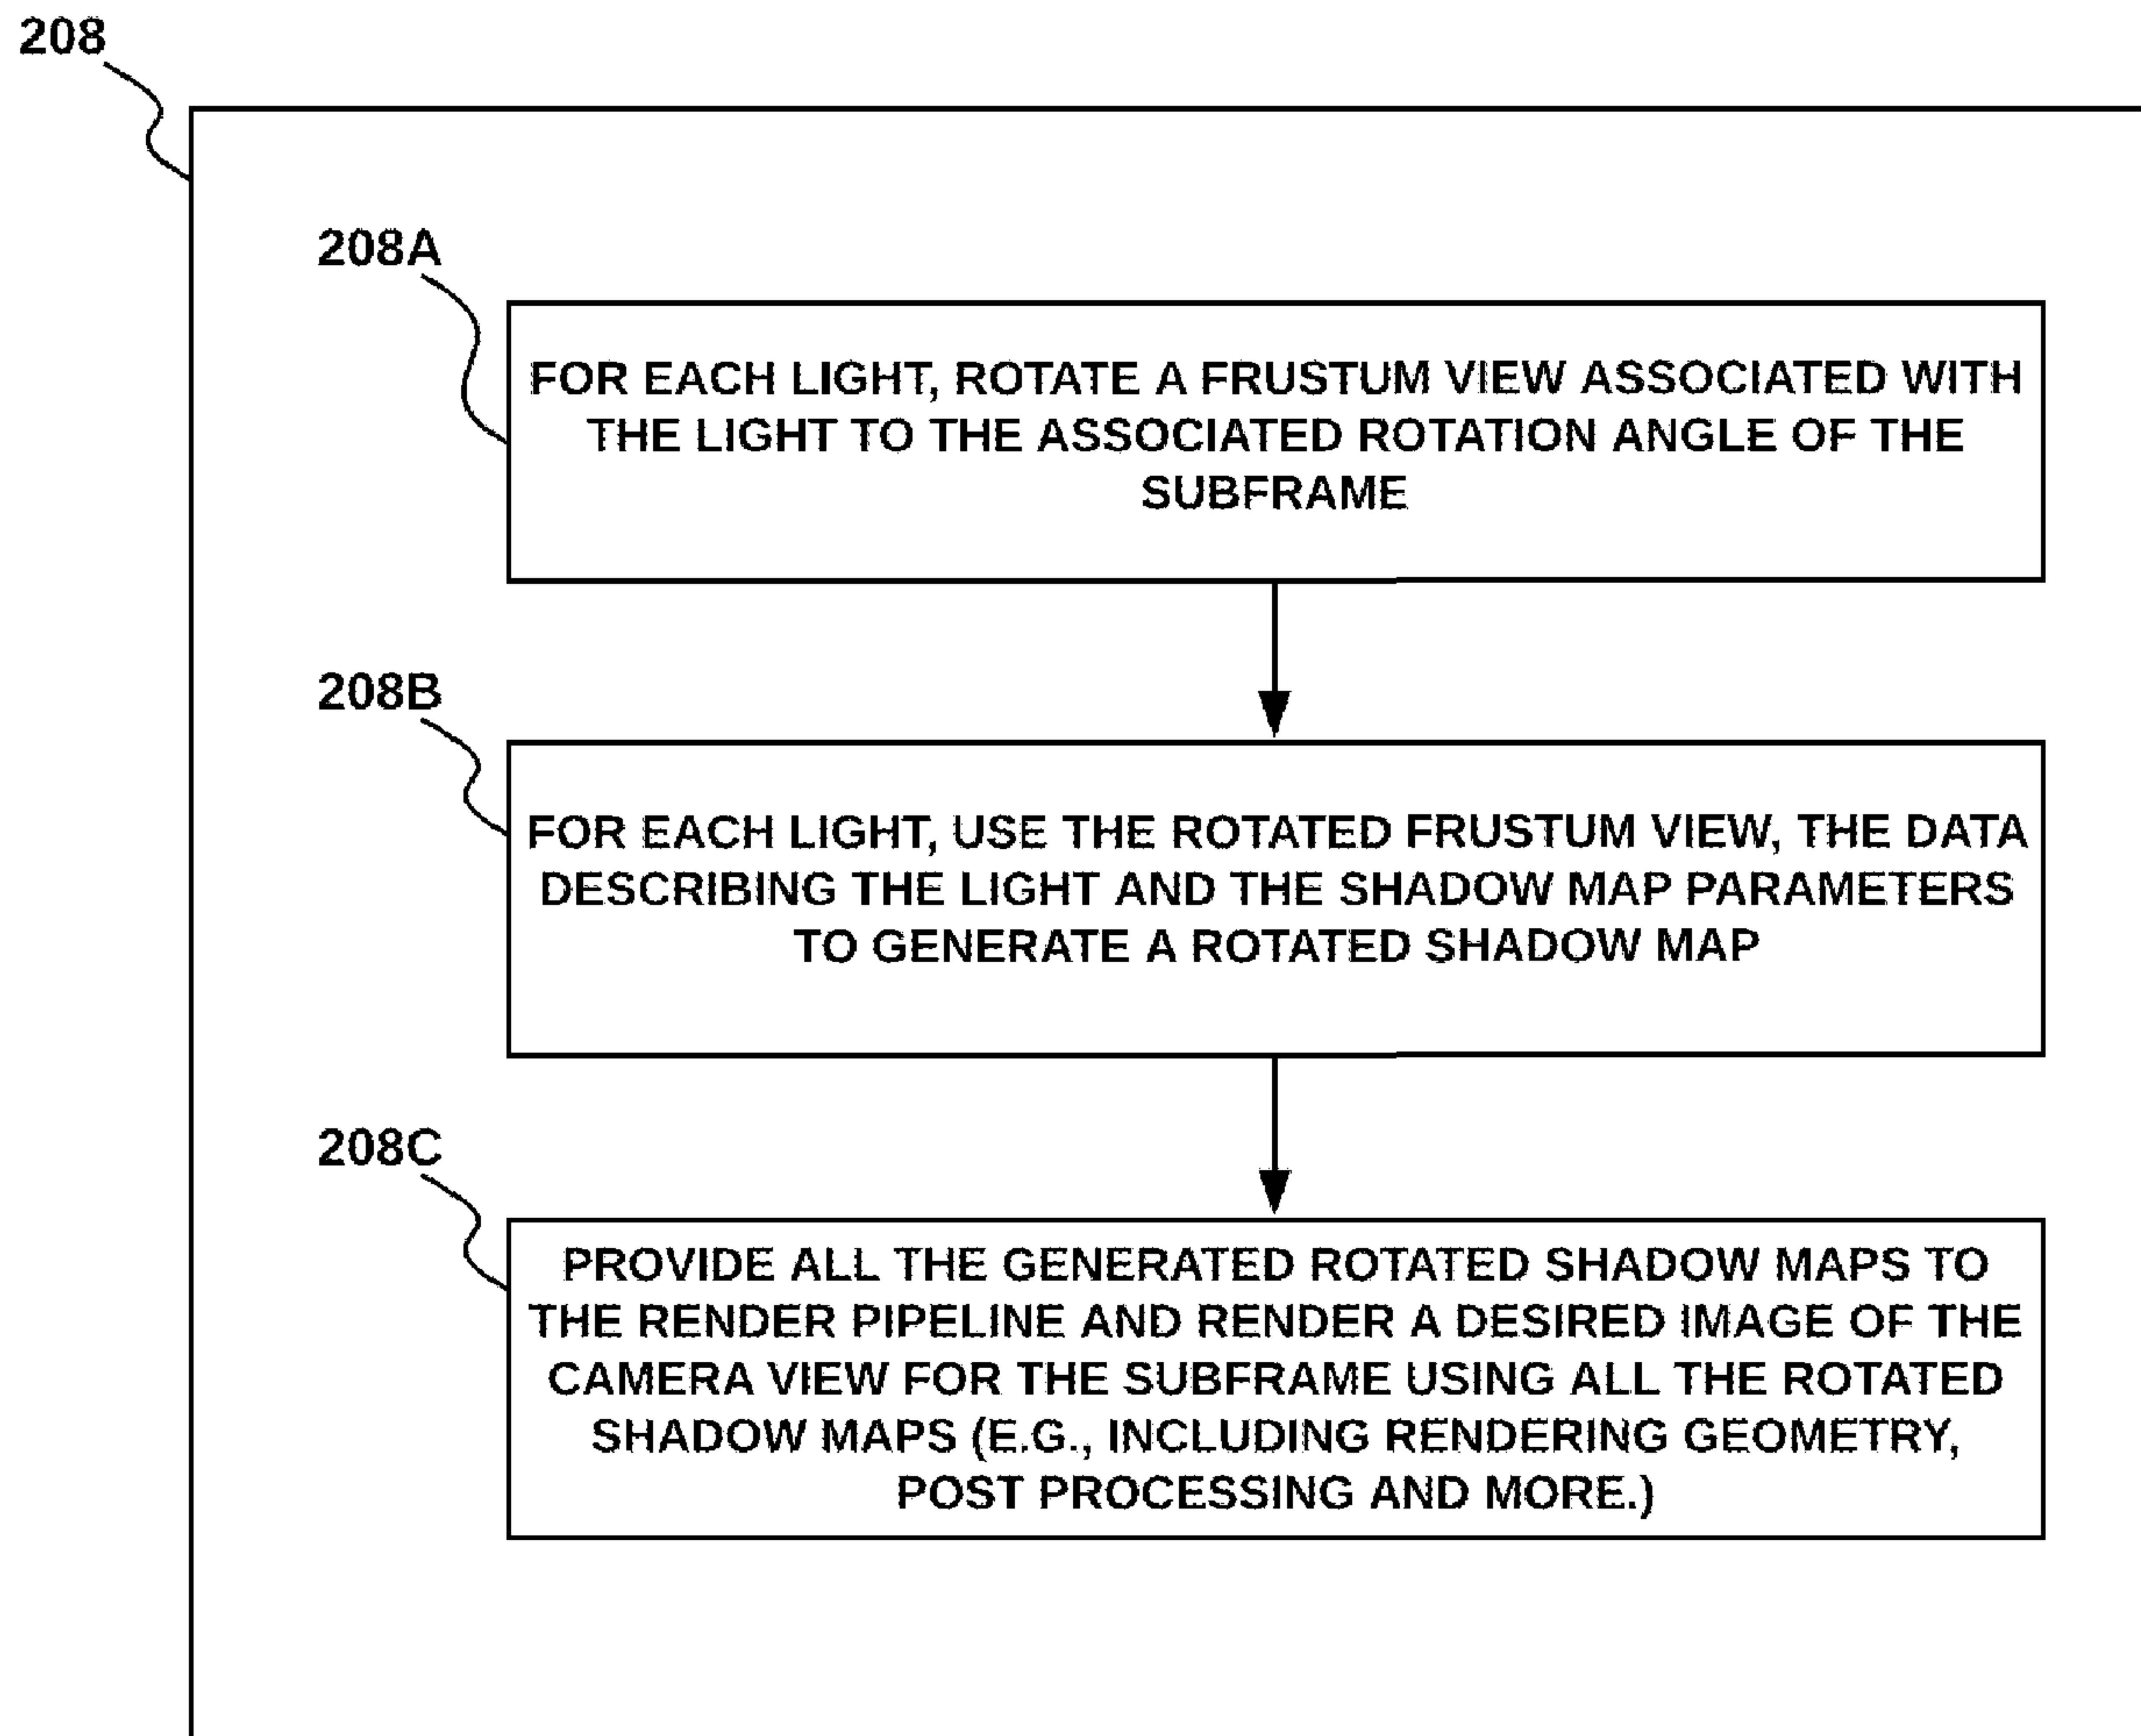 208
208A
FOR EACH LIGHT, ROTATE A FRUSTUM VIEW ASSOCIATED WITH
THE LIGHT TO THE ASSOCIATED ROTATION ANGLE OF THE
SUBFRAME
208B
FOR EACH LIGHT, USE THE ROTATED FRUSTUM VIEW, THE DATA
DESCRIBING THE LIGHT AND THE SHADOW MAP PARAMETERS
TO GENERATE A ROTATED SHADOW MAP
208C
PROVIDE ALL THE GENERATED ROTATED SHADOW MAPS TO
THE RENDER PIPELINE AND RENDER A DESIRED IMAGE OF THE
CAMERA VIEW FOR THE SUBFRAME USING ALL THE ROTATED
SHADOW MAPS (E.G., INCLUDING RENDERING GEOMETRY,
POST PROCESSING AND MORE.)